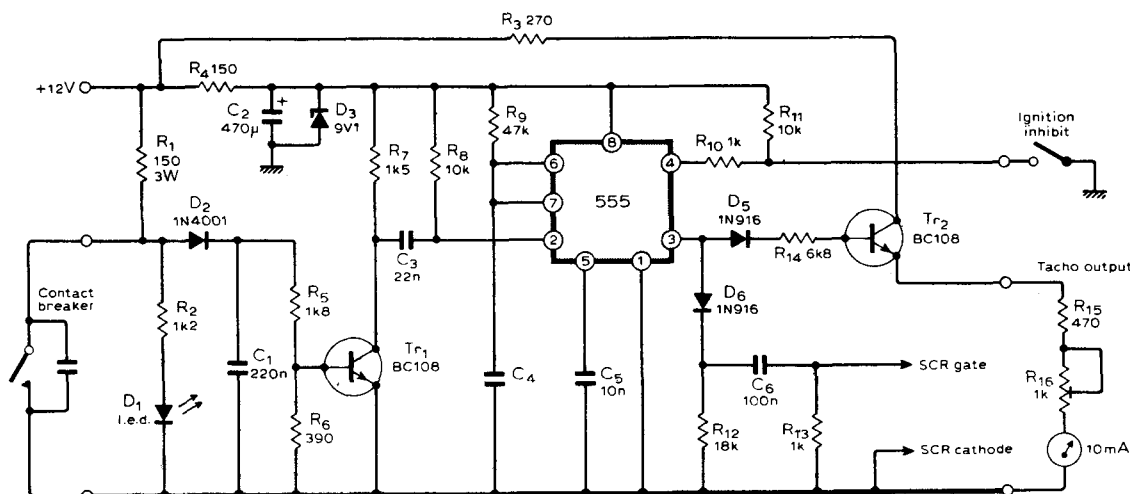 R3 270
+12V
R4 150
C2
470µ
+
D3
9V1
R1
150
3W
R7
1k5
R8
10k
R9
47k
R11
10k
R10 1k
Ignition
inhibit
8
6
7
2
5
1
4
3
555
D2
1N4001
D5
1N916
R14 6k8
Tr2
BC108
C3
22n
Contact
breaker
R2
1k2
R5
1k8
Tr1
BC108
D6
1N916
Tacho output
R15
470
C1
220n
C4
C5
10n
C6
100n
SCR gate
R16
1k
D1
l.e.d.
R6
390
R12
18k
R13
1k
SCR cathode
10mA